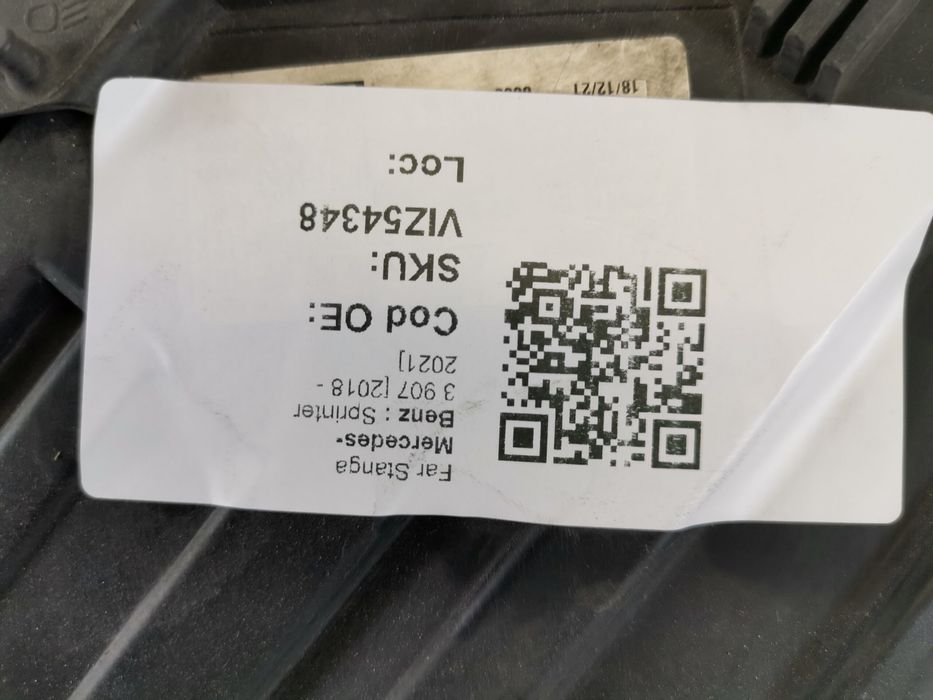 Far Stanga
Mercedes-
Benz : Sprinter
3 907 [2018 -
2021]
Cod OE:
SKU:
VIZ54348
Loc:
18/12/21